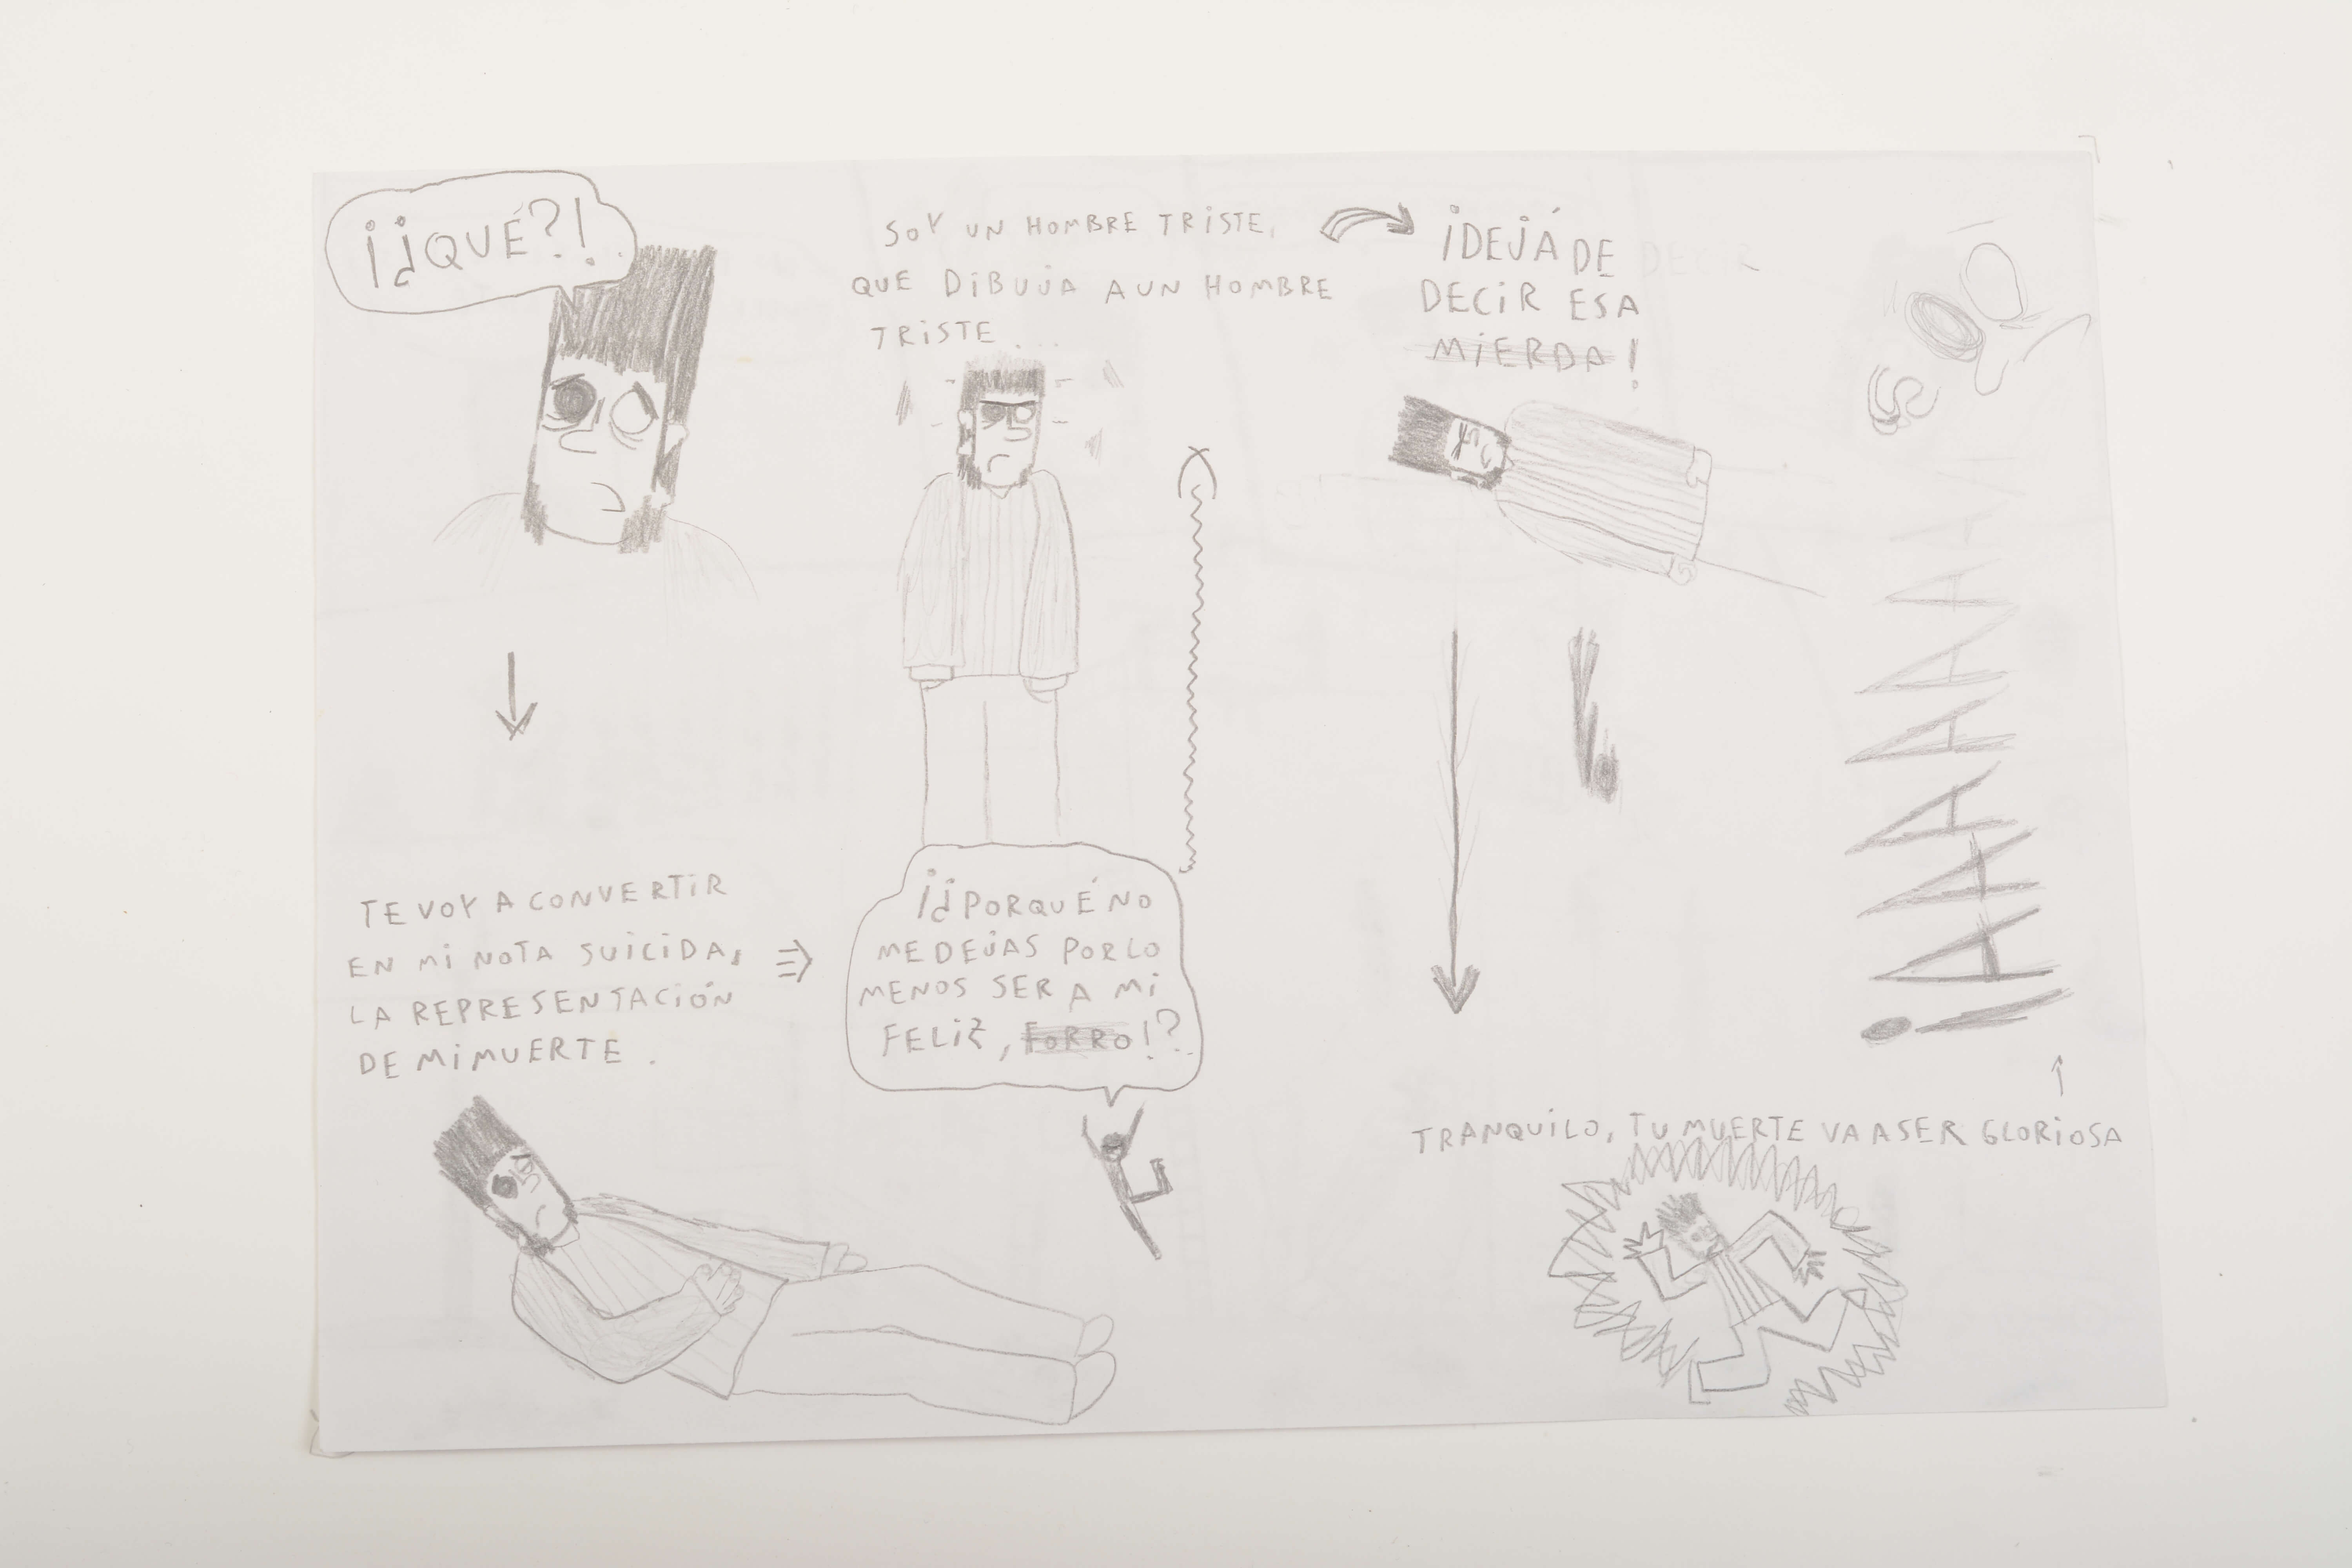 ¡¿QUÉ?!
TE VOY A CONVERTIR
EN MI NOTA SUICIDA,
LA REPRESENTACIÓN
DE MI MUERTE.
¡¿PORQUÉ NO
ME DEJAS POR LO
MENOS SER A MI
FELIZ, FORRO!?
SOY UN HOMBRE TRISTE,
QUE DIBUJA A UN HOMBRE
TRISTE...
¡DEJÁ DE
DECIR ESA
MIERDA!
TRANQUÍLO, TU MUERTE VA A SER GLORIOSA
¡AAAAAAA